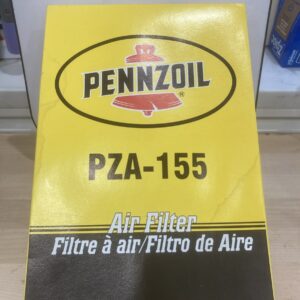 PENNZOIL
®
PZA-155
Air Filter
Filtre à air/Filtro de Aire